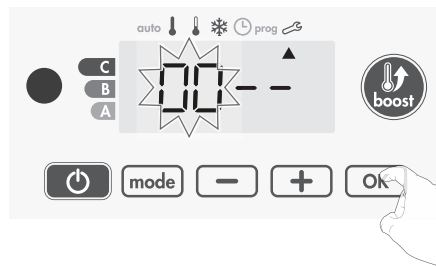 auto prog
C
B
A
00--
boost
mode - + OK